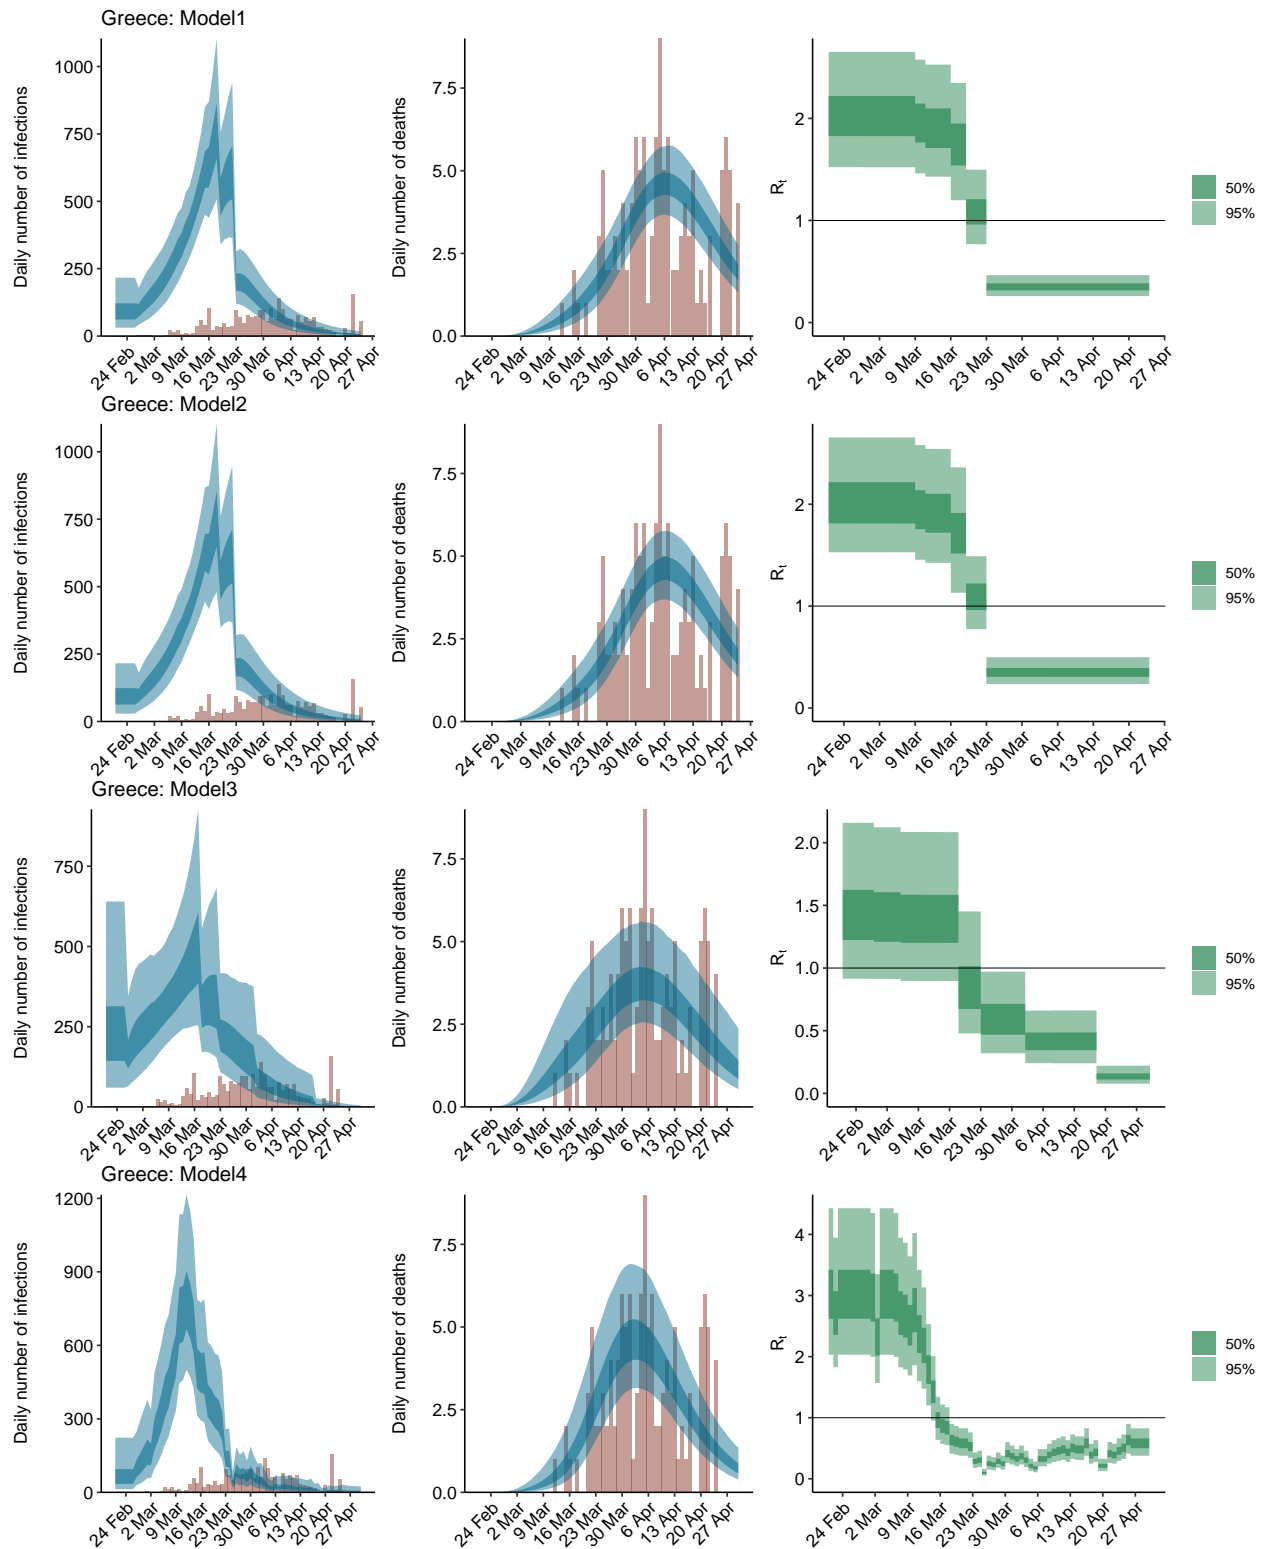 Greece: Model1
Daily number of infections
1000
750
500
250
0
24 Feb
2 Mar
9 Mar
16 Mar
23 Mar
30 Mar
6 Apr
13 Apr
20 Apr
27 Apr
Daily number of deaths
7.5
5.0
2.5
0.0
24 Feb
2 Mar
9 Mar
16 Mar
23 Mar
30 Mar
6 Apr
13 Apr
20 Apr
27 Apr
Rt
2
1
0
24 Feb
2 Mar
9 Mar
16 Mar
23 Mar
30 Mar
6 Apr
13 Apr
20 Apr
27 Apr
50%
95%
Greece: Model2
Daily number of infections
1000
750
500
250
0
24 Feb
2 Mar
9 Mar
16 Mar
23 Mar
30 Mar
6 Apr
13 Apr
20 Apr
27 Apr
Daily number of deaths
7.5
5.0
2.5
0.0
24 Feb
2 Mar
9 Mar
16 Mar
23 Mar
30 Mar
6 Apr
13 Apr
20 Apr
27 Apr
Rt
2
1
0
24 Feb
2 Mar
9 Mar
16 Mar
23 Mar
30 Mar
6 Apr
13 Apr
20 Apr
27 Apr
50%
95%
Greece: Model3
Daily number of infections
750
500
250
0
24 Feb
2 Mar
9 Mar
16 Mar
23 Mar
30 Mar
6 Apr
13 Apr
20 Apr
27 Apr
Daily number of deaths
7.5
5.0
2.5
0.0
24 Feb
2 Mar
9 Mar
16 Mar
23 Mar
30 Mar
6 Apr
13 Apr
20 Apr
27 Apr
Rt
2.0
1.5
1.0
0.5
0.0
24 Feb
2 Mar
9 Mar
16 Mar
23 Mar
30 Mar
6 Apr
13 Apr
20 Apr
27 Apr
50%
95%
Greece: Model4
Daily number of infections
1200
900
600
300
0
24 Feb
2 Mar
9 Mar
16 Mar
23 Mar
30 Mar
6 Apr
13 Apr
20 Apr
27 Apr
Daily number of deaths
7.5
5.0
2.5
0.0
24 Feb
2 Mar
9 Mar
16 Mar
23 Mar
30 Mar
6 Apr
13 Apr
20 Apr
27 Apr
Rt
4
3
2
1
0
24 Feb
2 Mar
9 Mar
16 Mar
23 Mar
30 Mar
6 Apr
13 Apr
20 Apr
27 Apr
50%
95%